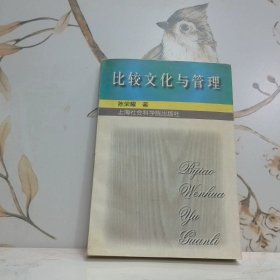 比较文化与管理
陈荣耀 著
上海社会科学院出版社
Bijiao
Wenhua
Yu
Guanli